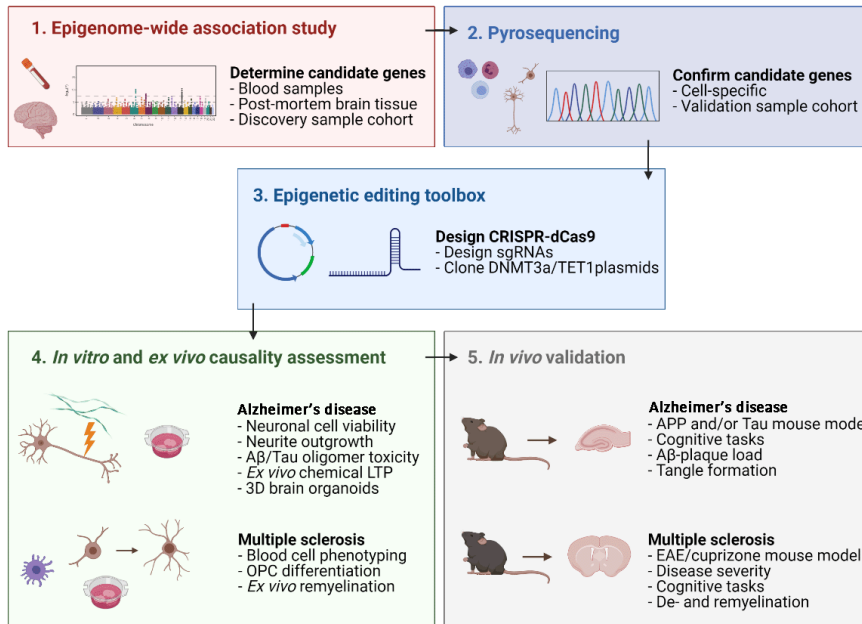 1. Epigenome-wide association study
Determine candidate genes
- Blood samples
- Post-mortem brain tissue
- Discovery sample cohort
2. Pyrosequencing
Confirm candidate genes
- Cell-specific
- Validation sample cohort
3. Epigenetic editing toolbox
Design CRISPR-dCas9
- Design sgRNAs
- Clone DNMT3a/TET1plasmids
4. In vitro and ex vivo causality assessment
Alzheimer's disease
- Neuronal cell viability
- Neurite outgrowth
- Aβ/Tau oligomer toxicity
- Ex vivo chemical LTP
- 3D brain organoids
Multiple sclerosis
- Blood cell phenotyping
- OPC differentiation
- Ex vivo remyelination
5. In vivo validation
Alzheimer's disease
- APP and/or Tau mouse mode
- Cognitive tasks
- Aβ-plaque load
- Tangle formation
Multiple sclerosis
- EAE/cuprizone mouse model
- Disease severity
- Cognitive tasks
- De- and remyelination